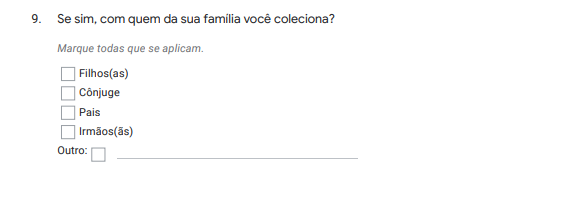 9. Se sim, com quem da sua família você coleciona?
Marque todas que se aplicam.
Filhos(as)
Cônjuge
Pais
Irmãos(ãs)
Outro: